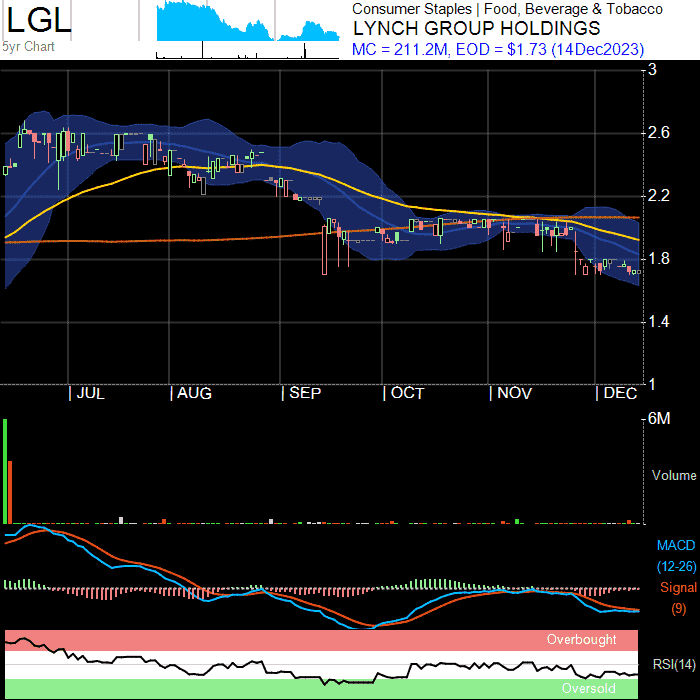 LGL
5yr Chart
Consumer Staples | Food, Beverage & Tobacco
LYNCH GROUP HOLDINGS
MC = 211.2M, EOD = $1.73 (14Dec2023)
3
2.6
2.2
1.8
1.4
1
JUL AUG SEP OCT NOV DEC
6M
Volume
MACD
(12-26)
Signal
(9)
Overbought
RSI(14)
Oversold